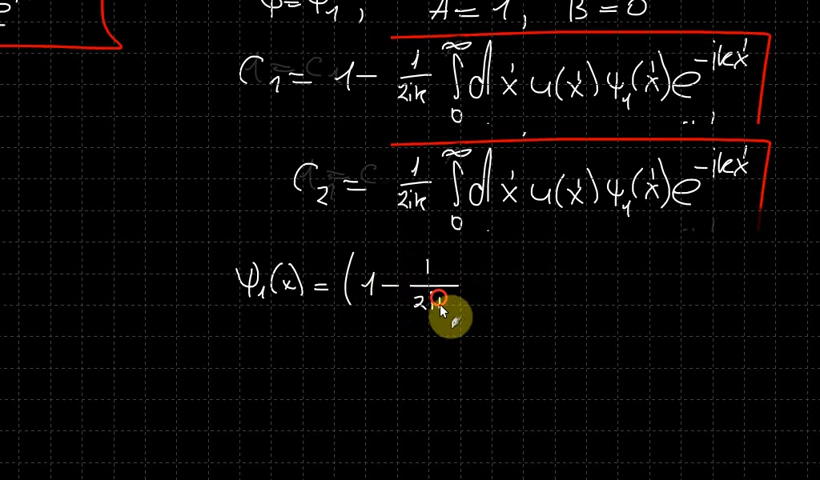 ψ=ψ₁, A=1, B=0
C₁ = 1 - 1/2ik ∫₀^∞ dx' u(x') ψ₁(x') e^{-ikx'}
C₂ = 1/2ik ∫₀^∞ dx' u(x') ψ₁(x') e^{-ikx'}
ψ₁(x) = (1 - 1/2i